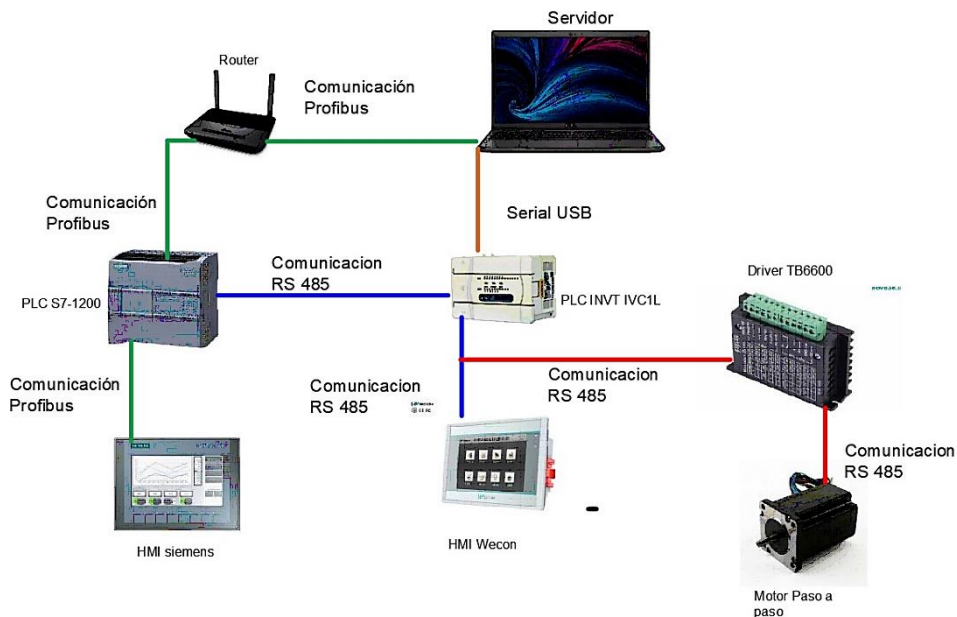 Servidor
Router
Comunicación
Profibus
Comunicación
Profibus
Serial USB
Comunicacion
RS 485
Driver TB6600
PLC S7-1200
PLC INVT IVC1L
Comunicación
Profibus
Comunicacion
RS 485
Comunicacion
RS 485
Comunicacion
RS 485
HMI siemens
HMI Wecon
Motor Paso a
paso